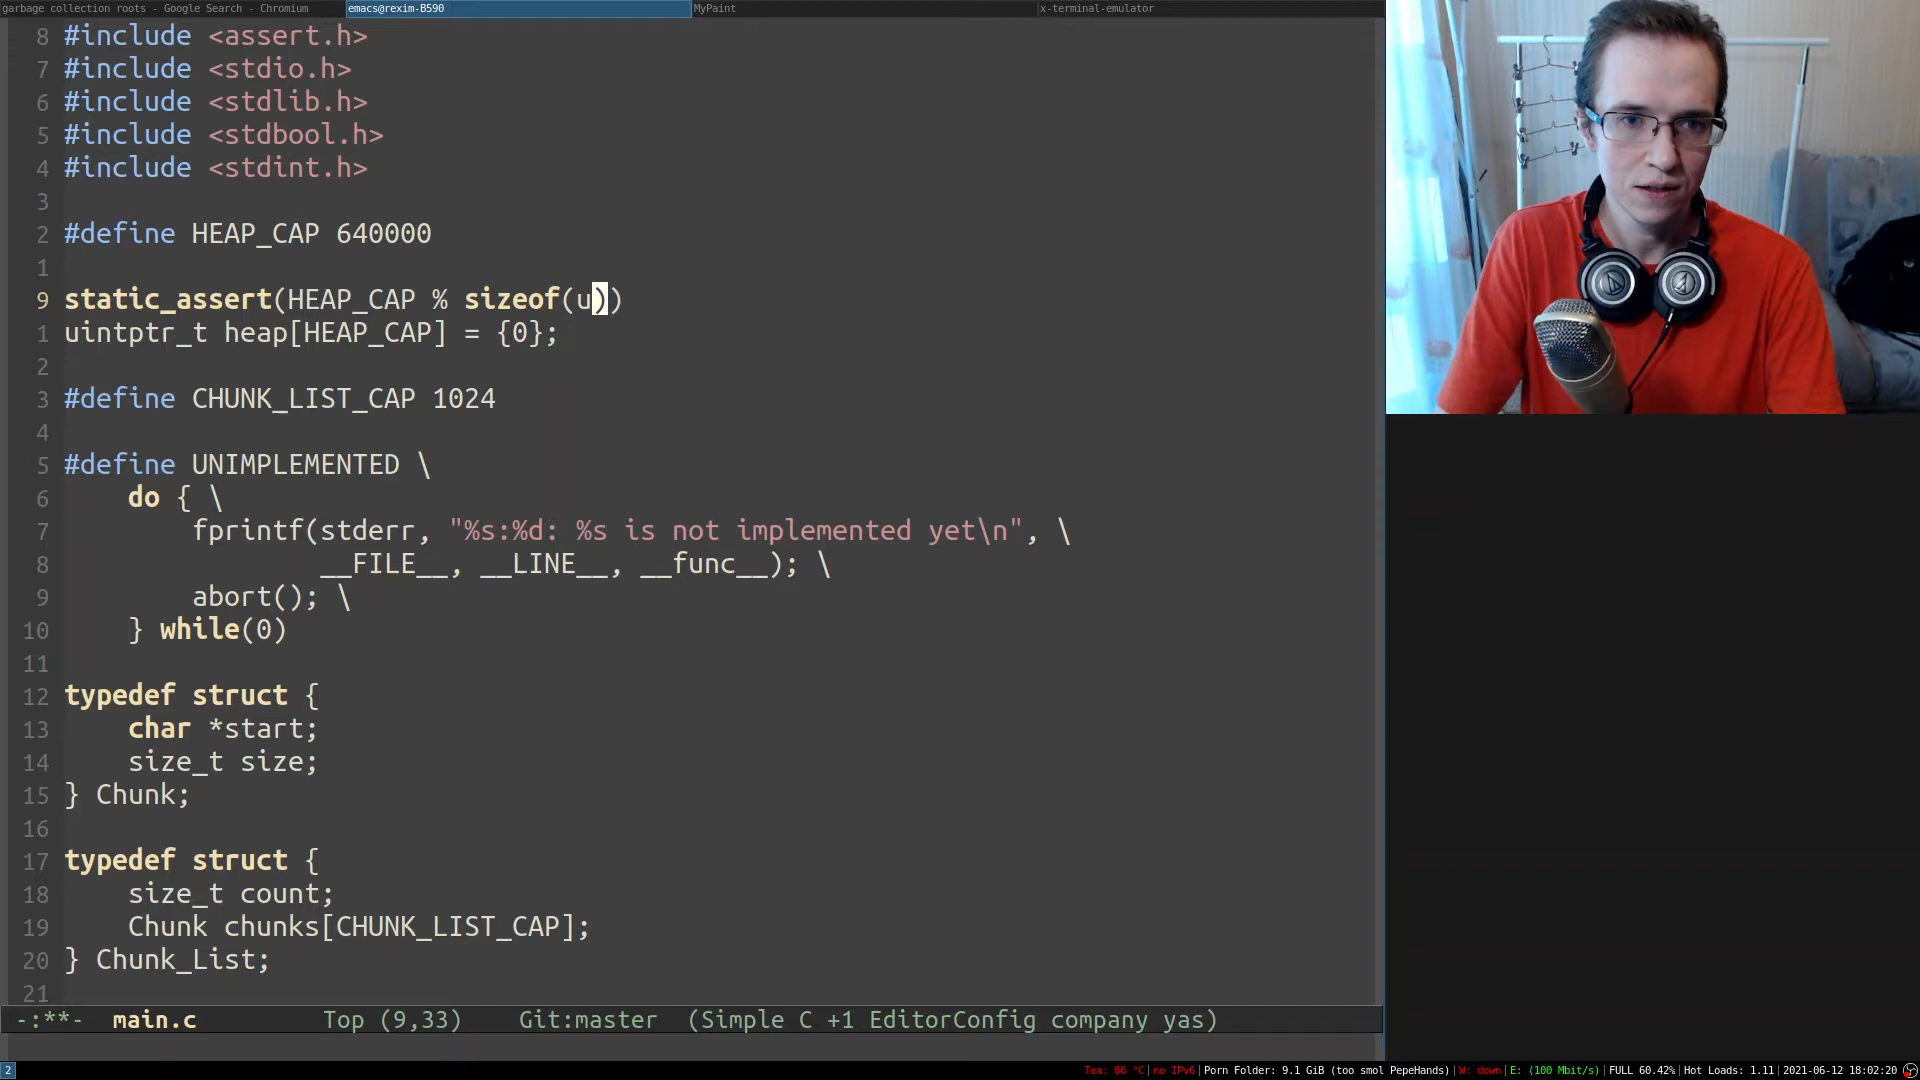 garbage collection roots - Google Search - Chromium
emacs@rexim-B590
MyPaint
x-terminal-emulator
8 #include <assert.h>
7 #include <stdio.h>
6 #include <stdlib.h>
5 #include <stdbool.h>
4 #include <stdint.h>
3
2 #define HEAP_CAP 640000
1
9 static_assert(HEAP_CAP % sizeof(u))
1 uintptr_t heap[HEAP_CAP] = {0};
2
3 #define CHUNK_LIST_CAP 1024
4
5 #define UNIMPLEMENTED \
6 do { \
7 fprintf(stderr, "%s:%d: %s is not implemented yet\n", \
8 __FILE__, __LINE__, __func__); \
9 abort(); \
10 } while(0)
11
12 typedef struct {
13 char *start;
14 size_t size;
15 } Chunk;
16
17 typedef struct {
18 size_t count;
19 Chunk chunks[CHUNK_LIST_CAP];
20 } Chunk_List;
21
-:**- main.c Top (9,33) Git:master (Simple C +1 EditorConfig company yas)
2 Tea: 86 °C|no IPv6|Porn Folder: 9.1 GiB (too smol PepeHands)|W: down|E: (100 Mbit/s)|FULL 60.42%|Hot Loads: 1.11|2021-06-12 18:02:20